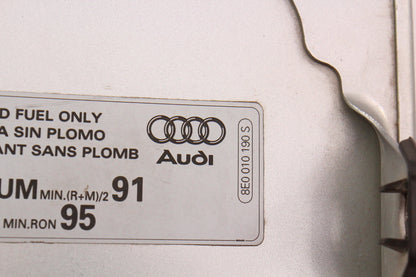 D FUEL ONLY
A SIN PLOMO
ANT SANS PLOMB
Audi
8E0 010 190 S
UM MIN.(R+M)/2 91
MIN.RON 95